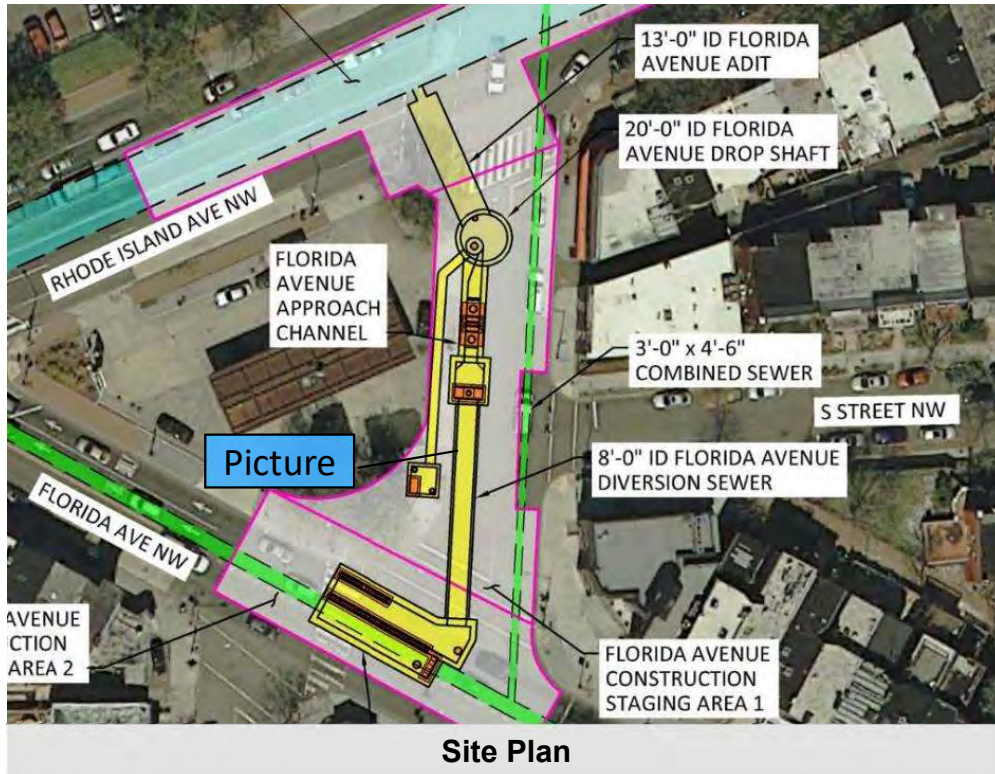 13'-0" ID FLORIDA
AVENUE ADIT
20'-0" ID FLORIDA
AVENUE DROP SHAFT
RHODE ISLAND AVE NW
FLORIDA
AVENUE
APPROACH
CHANNEL
3'-0" x 4'-6"
COMBINED SEWER
S STREET NW
Picture
8'-0" ID FLORIDA AVENUE
DIVERSION SEWER
FLORIDA AVE NW
AVENUE
CTION
AREA 2
FLORIDA AVENUE
CONSTRUCTION
STAGING AREA 1
Site Plan